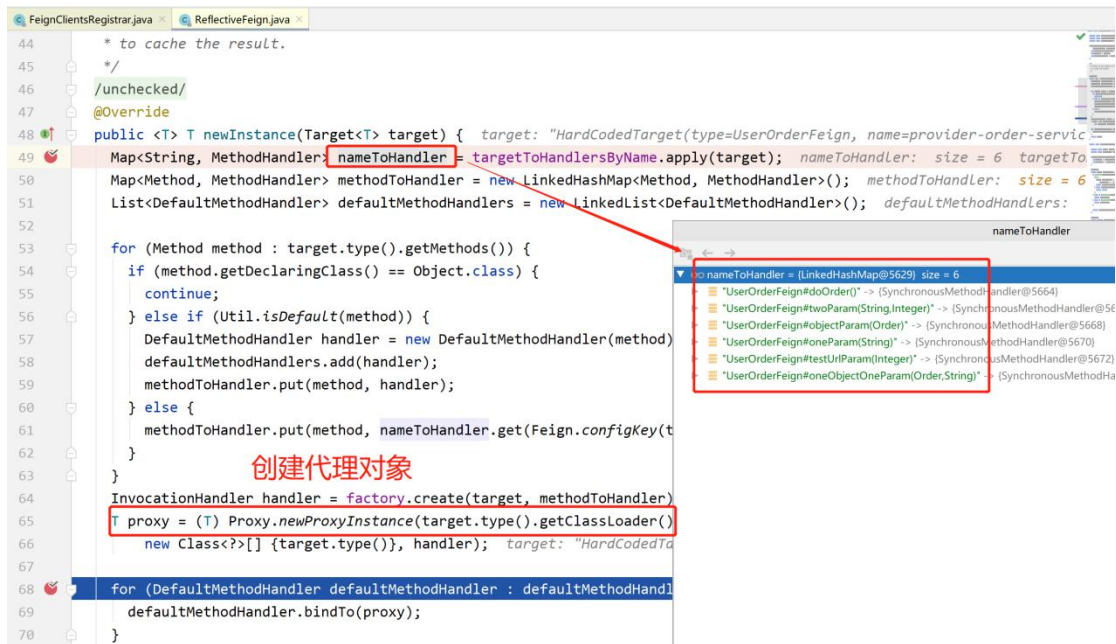 FeignClientsRegistrar.java × ReflectiveFeign.java ×
44 * to cache the result.
45 */
46 /unchecked/
47 @Override
48 public <T> T newInstance(Target<T> target) { target: "HardCodedTarget(type=UserOrderFeign, name=provider-order-servic
49 Map<String, MethodHandler> nameToHandler = targetToHandlersByName.apply(target); nameToHandler: size = 6 targetTo
50 Map<Method, MethodHandler> methodToHandler = new LinkedHashMap<Method, MethodHandler>(); methodToHandler: size = 6
51 List<DefaultMethodHandler> defaultMethodHandlers = new LinkedList<DefaultMethodHandler>(); defaultMethodHandlers:
52
53 for (Method method : target.type().getMethods()) {
54 if (method.getDeclaringClass() == Object.class) {
55 continue;
56 } else if (Util.isDefault(method)) {
57 DefaultMethodHandler handler = new DefaultMethodHandler(method)
58 defaultMethodHandlers.add(handler);
59 methodToHandler.put(method, handler);
60 } else {
61 methodToHandler.put(method, nameToHandler.get(Feign.configKey(t
62 }
63 }
创建代理对象
64 InvocationHandler handler = factory.create(target, methodToHandler)
65 T proxy = (T) Proxy.newProxyInstance(target.type().getClassLoader()
66 new Class<?>[] {target.type()}, handler); target: "HardCodedTa
67
68 for (DefaultMethodHandler defaultMethodHandler : defaultMethodHandl
69 defaultMethodHandler.bindTo(proxy);
70 }
nameToHandler
nameToHandler = {LinkedHashMap@5629} size = 6
"UserOrderFeign#doOrder()" -> {SynchronousMethodHandler@5664}
"UserOrderFeign#twoParam(String,Integer)" -> {SynchronousMethodHandler@56
"UserOrderFeign#objectParam(Order)" -> {SynchronousMethodHandler@5668}
"UserOrderFeign#oneParam(String)" -> {SynchronousMethodHandler@5670}
"UserOrderFeign#testUrlParam(Integer)" -> {SynchronousMethodHandler@5672}
"UserOrderFeign#oneObjectOneParam(Order,String)" -> {SynchronousMethodHa